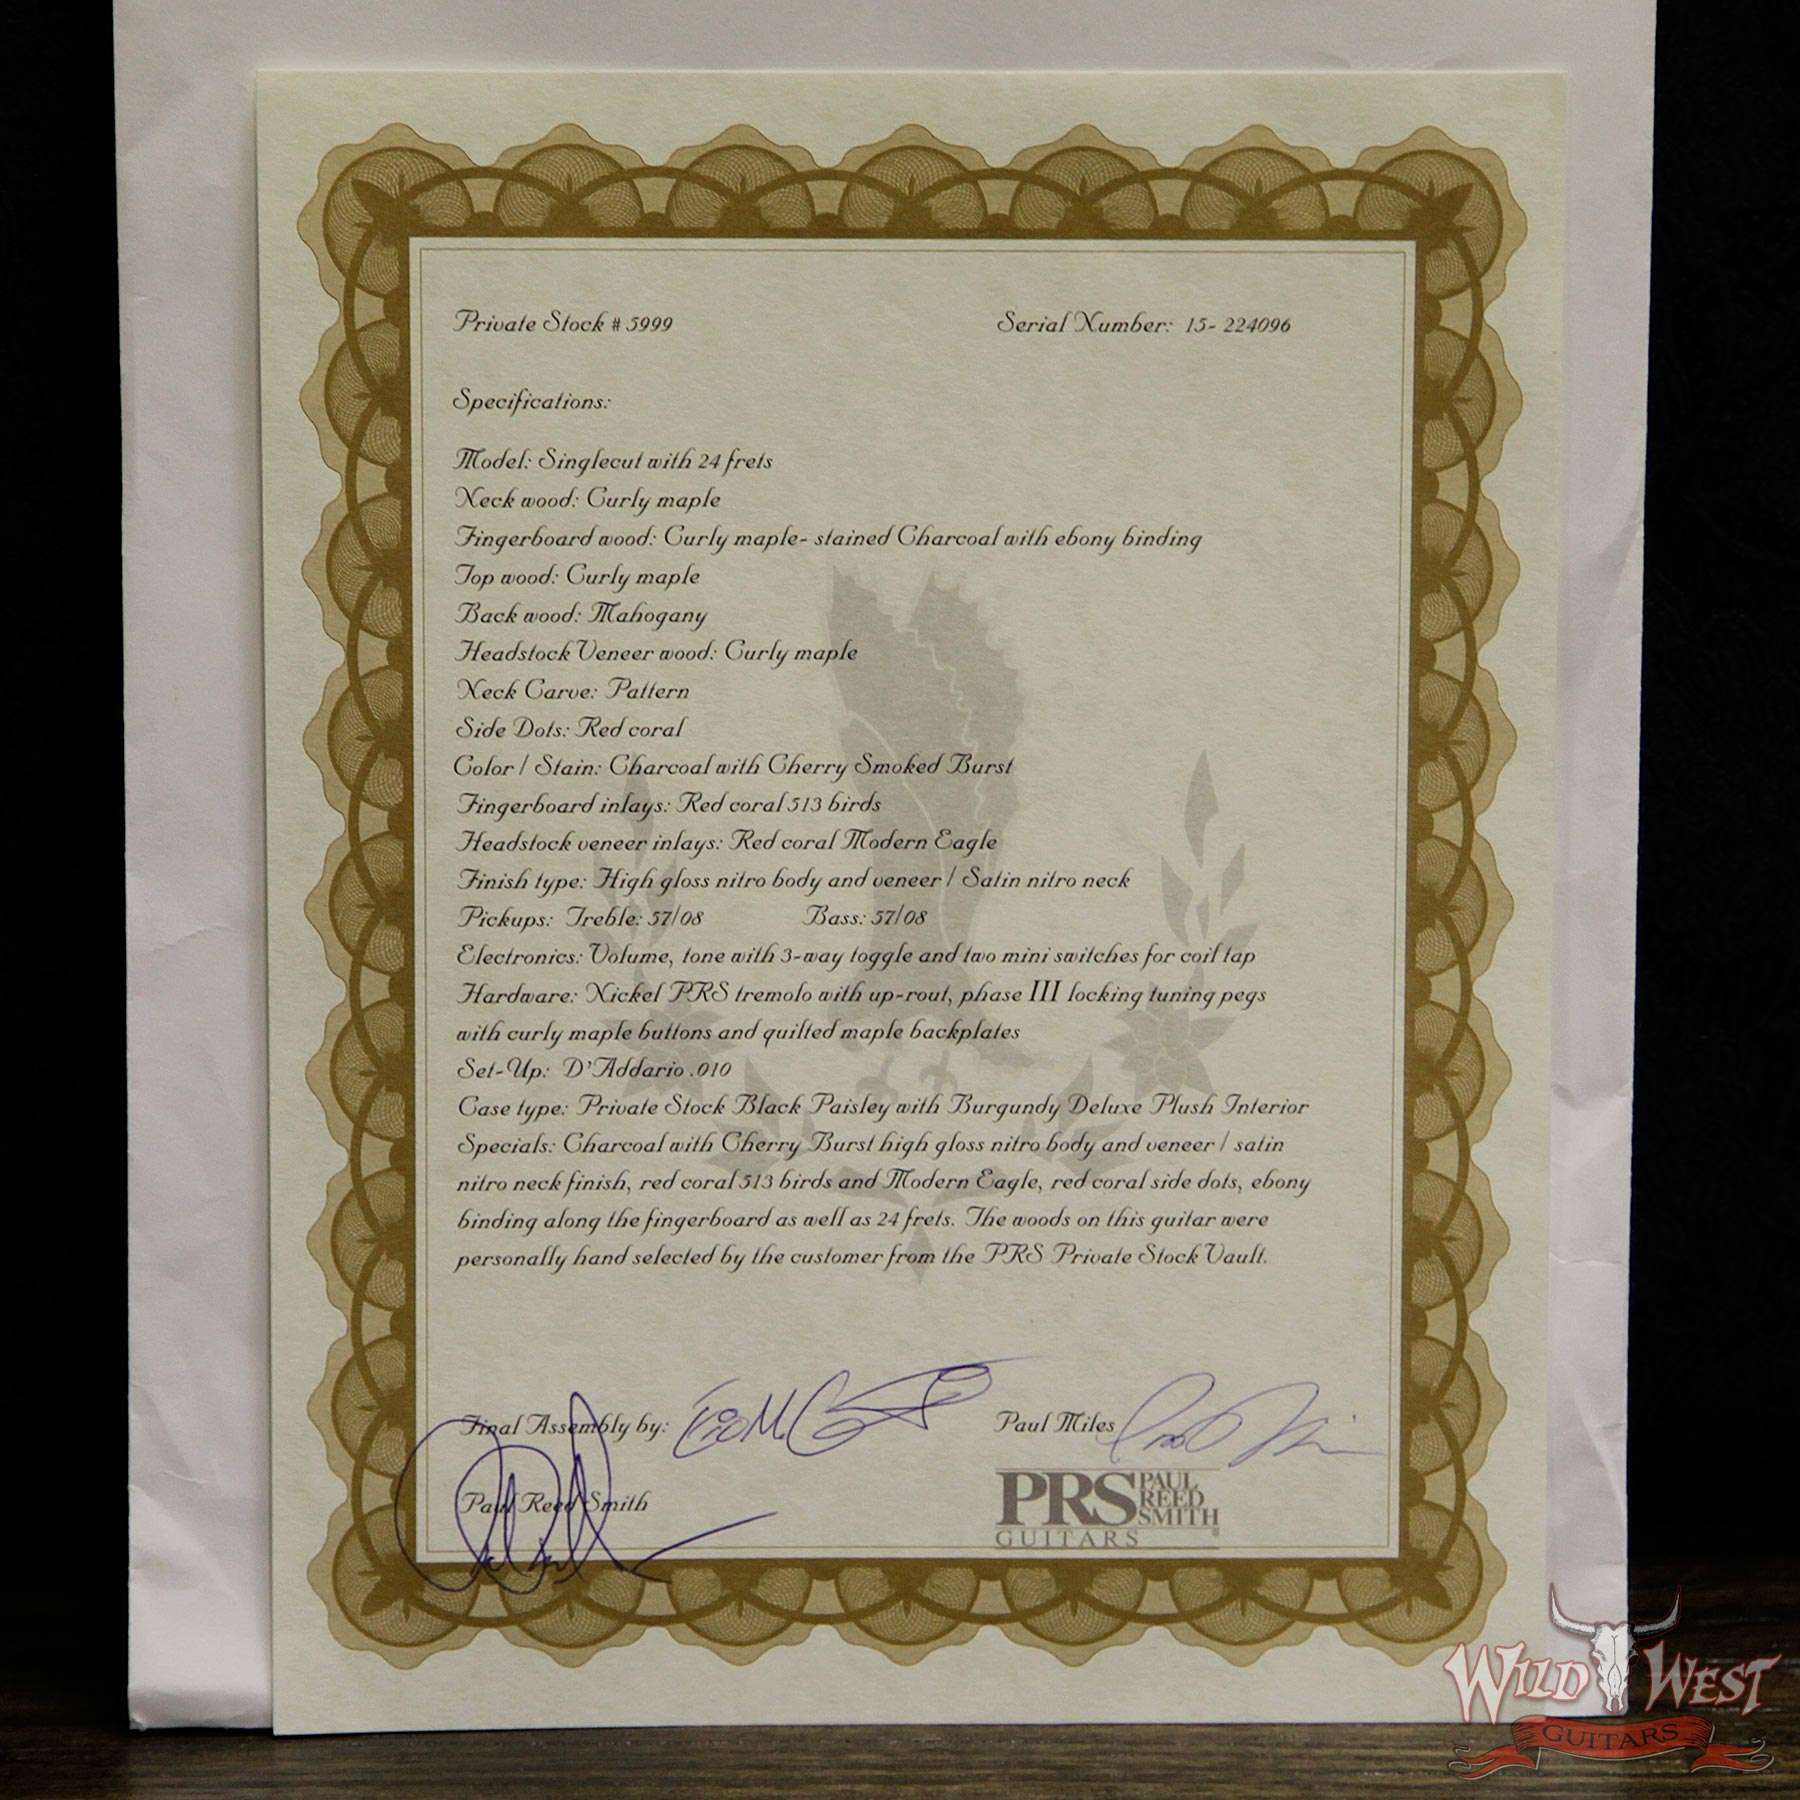 Private Stock # 5999 Serial Number: 15- 224096
Specifications:
Model: Singlecut with 24 frets
Neck wood: Curly maple
Fingerboard wood: Curly maple- stained Charcoal with ebony binding
Top wood: Curly maple
Back wood: Mahogany
Headstock Veneer wood: Curly maple
Neck Carve: Pattern
Side Dots: Red coral
Color / Stain: Charcoal with Cherry Smoked Burst
Fingerboard inlays: Red coral 513 birds
Headstock veneer inlays: Red coral Modern Eagle
Finish type: High gloss nitro body and veneer / Satin nitro neck
Pickups: Treble: 57/08 Bass: 57/08
Electronics: Volume, tone with 3-way toggle and two mini switches for coil tap
Hardware: Nickel PRS tremolo with up-rout, phase III locking tuning pegs
with curly maple buttons and quilted maple backplates
Set-Up: D'Addario .010
Case type: Private Stock Black Paisley with Burgundy Deluxe Plush Interior
Specials: Charcoal with Cherry Burst high gloss nitro body and veneer / satin
nitro neck finish, red coral 513 birds and Modern Eagle, red coral side dots, ebony
binding along the fingerboard as well as 24 frets. The woods on this guitar were
personally hand selected by the customer from the PRS Private Stock Vault.
Final Assembly by: Paul Miles
Paul Reed Smith
PRS PAUL REED SMITH
GUITARS
WILD WEST
GUITARS